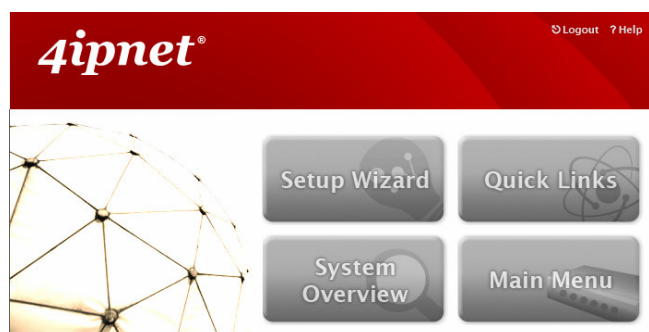 4ipnet®
Logout ?Help
Setup Wizard
Quick Links
System
Overview
Main Menu